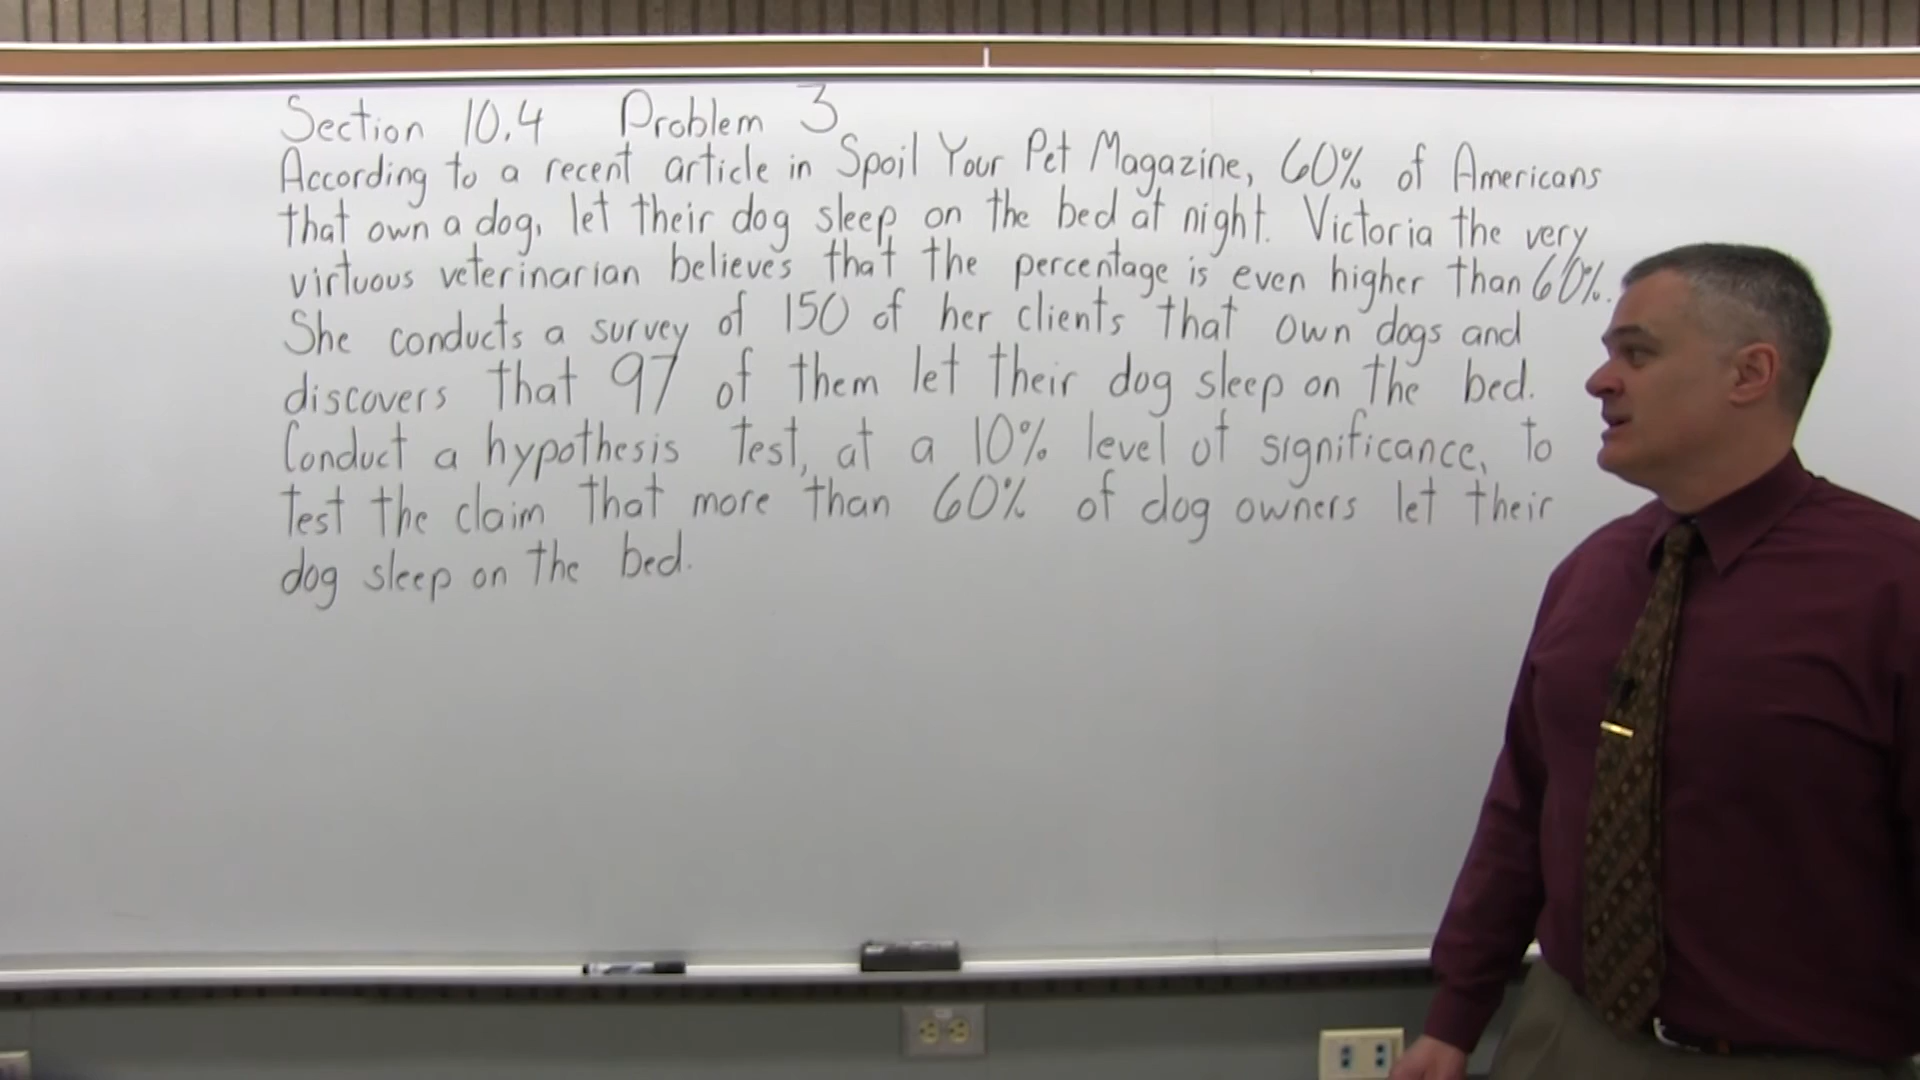 Section 10.4 Problem 3
According to a recent article in Spoil Your Pet Magazine, 60% of Americans
that own a dog, let their dog sleep on the bed at night. Victoria the very
virtuous veterinarian believes that the percentage is even higher than 60%.
She conducts a survey of 150 of her clients that own dogs and
discovers that 97 of them let their dog sleep on the bed.
Conduct a hypothesis test, at a 10% level of significance, to
test the claim that more than 60% of dog owners let their
dog sleep on the bed.